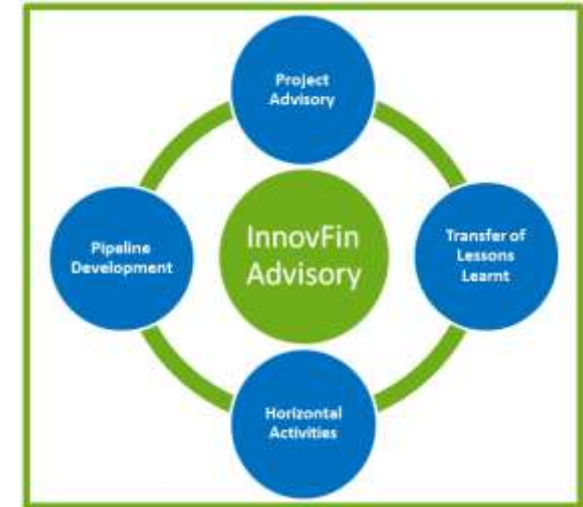 Project
Advisory
Pipeline
Development
InnovFin
Advisory
Transfer of
Lessons
Learnt
Horizontal
Activities